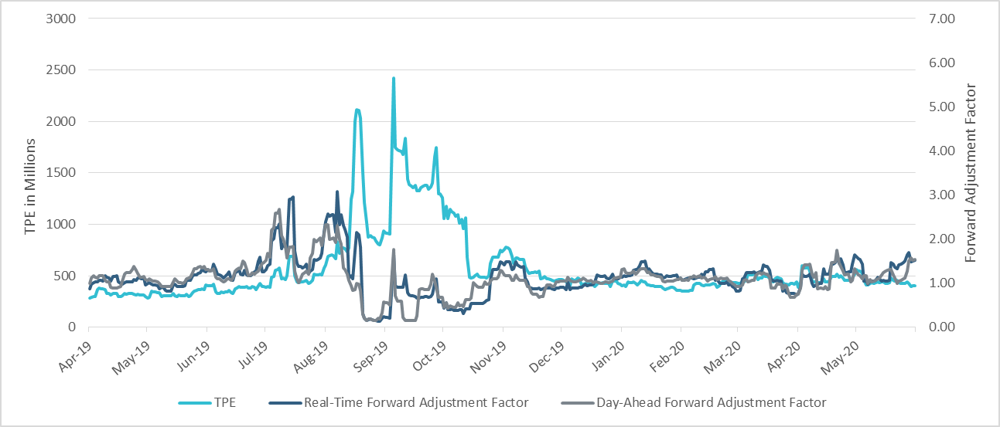 3000
2500
2000
1500
1000
500
0
TPE in Millions
7.00
6.00
5.00
4.00
3.00
2.00
1.00
0.00
Forward Adjustment Factor
Apr-19
May-19
Jun-19
Jul-19
Aug-19
Sep-19
Oct-19
Nov-19
Dec-19
Jan-20
Feb-20
Mar-20
Apr-20
May-20
TPE
Real-Time Forward Adjustment Factor
Day-Ahead Forward Adjustment Factor